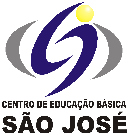 CENTRO DE EDUCAÇÃO BÁSICA
SÃO JOSÉ